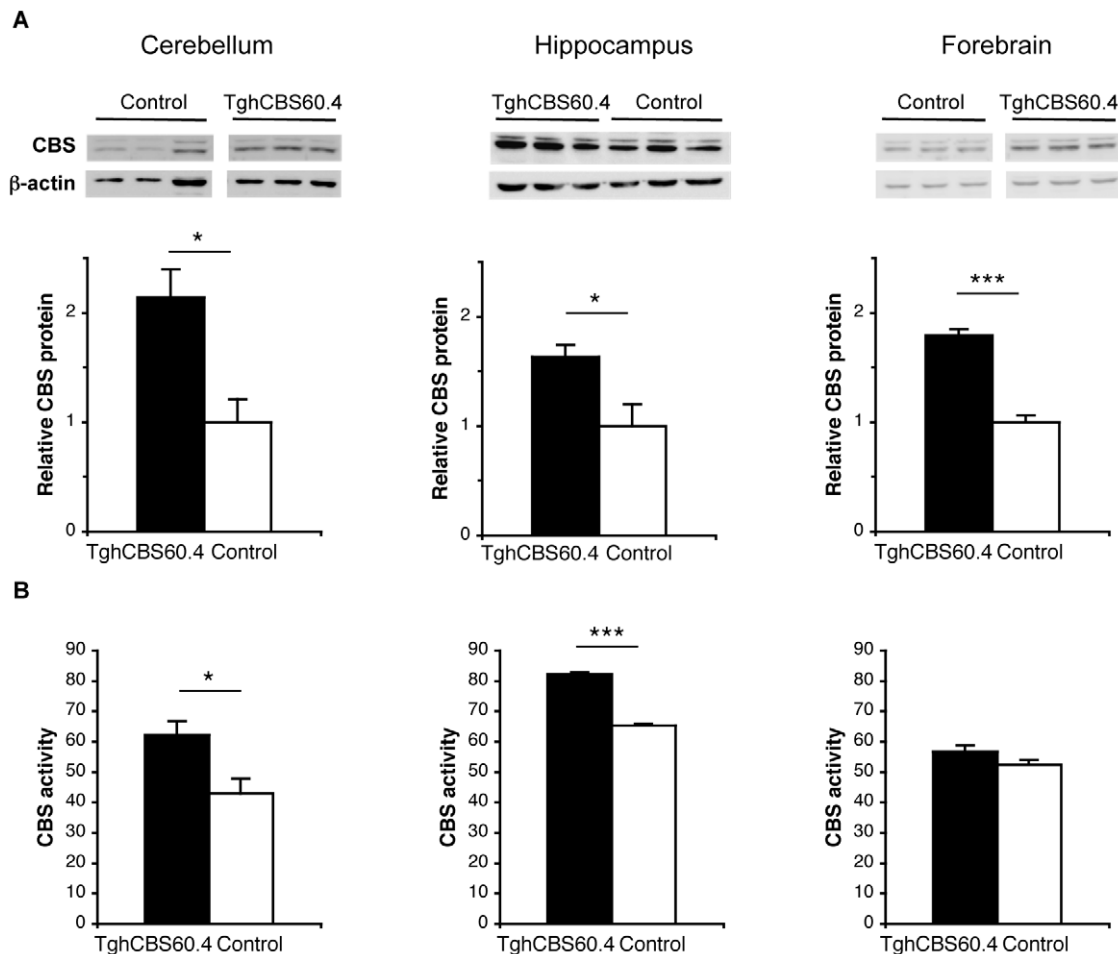 A
Cerebellum
Hippocampus
Forebrain
Control TghCBS60.4
TghCBS60.4 Control
Control TghCBS60.4
CBS
β-actin
*
*
***
Relative CBS protein
2
1
0
TghCBS60.4 Control
Relative CBS protein
2
1
0
TghCBS60.4 Control
Relative CBS protein
2
1
0
TghCBS60.4 Control
B
*
***
CBS activity
90
80
70
60
50
40
30
20
10
0
TghCBS60.4 Control
CBS activity
90
80
70
60
50
40
30
20
10
0
TghCBS60.4 Control
CBS activity
90
80
70
60
50
40
30
20
10
0
TghCBS60.4 Control